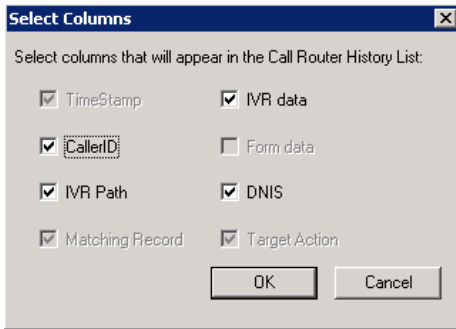 Select Columns
Select columns that will appear in the Call Router History List:
TimeStamp
IVR data
CallerID
Form data
IVR Path
DNIS
Matching Record
Target Action
OK
Cancel